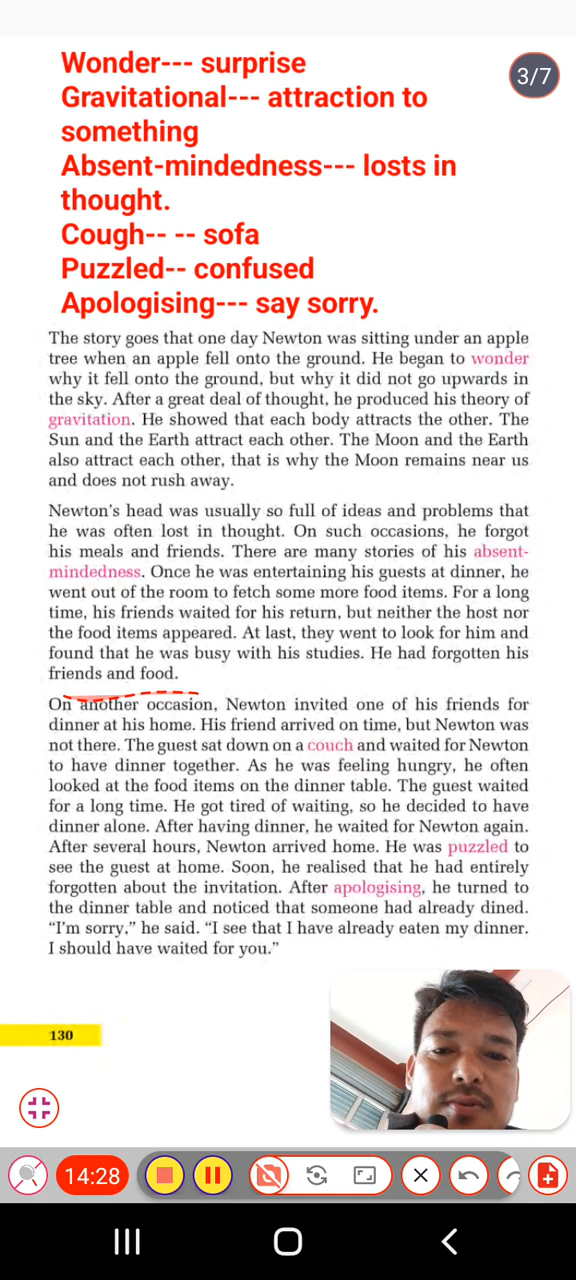 Wonder--- surprise
3/7
Gravitational--- attraction to
something
Absent-mindedness--- losts in
thought.
Cough-- -- sofa
Puzzled-- confused
Apologising--- say sorry.
The story goes that one day Newton was sitting under an apple
tree when an apple fell onto the ground. He began to wonder
why it fell onto the ground, but why it did not go upwards in
the sky. After a great deal of thought, he produced his theory of
gravitation. He showed that each body attracts the other. The
Sun and the Earth attract each other. The Moon and the Earth
also attract each other, that is why the Moon remains near us
and does not rush away.
Newton's head was usually so full of ideas and problems that
he was often lost in thought. On such occasions, he forgot
his meals and friends. There are many stories of his absent-
mindedness. Once he was entertaining his guests at dinner, he
went out of the room to fetch some more food items. For a long
time, his friends waited for his return, but neither the host nor
the food items appeared. At last, they went to look for him and
found that he was busy with his studies. He had forgotten his
friends and food.
On another occasion, Newton invited one of his friends for
dinner at his home. His friend arrived on time, but Newton was
not there. The guest sat down on a couch and waited for Newton
to have dinner together. As he was feeling hungry, he often
looked at the food items on the dinner table. The guest waited
for a long time. He got tired of waiting, so he decided to have
dinner alone. After having dinner, he waited for Newton again.
After several hours, Newton arrived home. He was puzzled to
see the guest at home. Soon, he realised that he had entirely
forgotten about the invitation. After apologising, he turned to
the dinner table and noticed that someone had already dined.
“I'm sorry,” he said. “I see that I have already eaten my dinner.
I should have waited for you.”
130
14:28